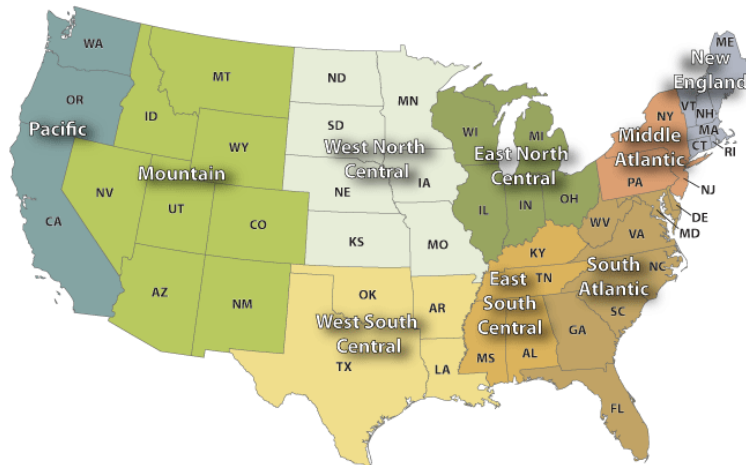 WA
OR
CA
Pacific
MT
ID
WY
NV
UT
CO
AZ
NM
Mountain
ND
SD
NE
KS
MN
IA
MO
West North
Central
OK
AR
TX
LA
West South
Central
WI
MI
IL
IN
OH
East North
Central
KY
TN
MS
AL
East
South
Central
NY
PA
NJ
Middle
Atlantic
ME
VT
NH
MA
CT
RI
New
England
DE
MD
WV
VA
NC
SC
GA
FL
South
Atlantic